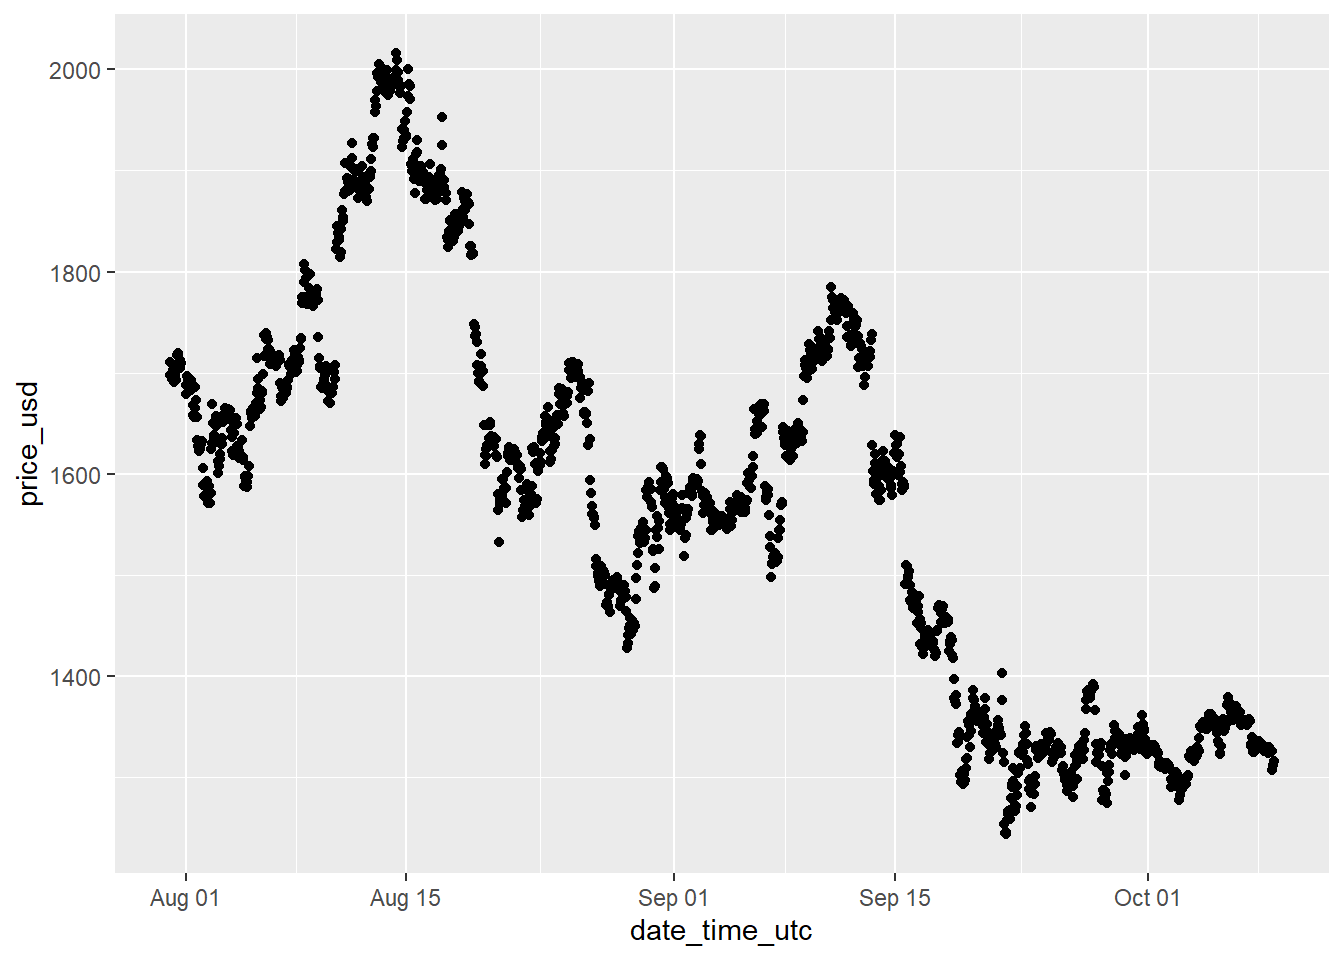 price_usd
2000
1800
1600
1400
Aug 01
Aug 15
Sep 01
Sep 15
Oct 01
date_time_utc